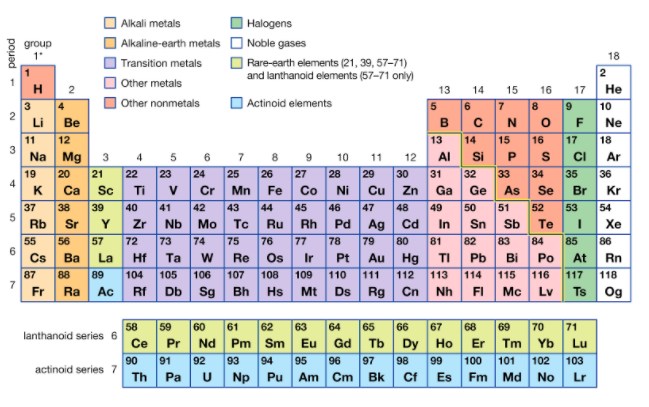 group
1*
period
Alkali metals
Halogens
Alkaline-earth metals
Noble gases
Transition metals
Rare-earth elements (21, 39, 57–71)
and lanthanoid elements (57–71 only)
Other metals
Other nonmetals
Actinoid elements
18
1 2 13 14 15 16 17 2
H He
2 3 4 5 6 7 8 9 10
Li Be B C N O F Ne
3 11 12 13 14 15 16 17 18
Na Mg 3 4 5 6 7 8 9 10 11 12 Al Si P S Cl Ar
4 19 20 21 22 23 24 25 26 27 28 29 30 31 32 33 34 35 36
K Ca Sc Ti V Cr Mn Fe Co Ni Cu Zn Ga Ge As Se Br Kr
5 37 38 39 40 41 42 43 44 45 46 47 48 49 50 51 52 53 54
Rb Sr Y Zr Nb Mo Tc Ru Rh Pd Ag Cd In Sn Sb Te I Xe
6 55 56 57 72 73 74 75 76 77 78 79 80 81 82 83 84 85 86
Cs Ba La Hf Ta W Re Os Ir Pt Au Hg Tl Pb Bi Po At Rn
7 87 88 89 104 105 106 107 108 109 110 111 112 113 114 115 116 117 118
Fr Ra Ac Rf Db Sg Bh Hs Mt Ds Rg Cn Nh Fl Mc Lv Ts Og
lanthanoid series 6 58 59 60 61 62 63 64 65 66 67 68 69 70 71
Ce Pr Nd Pm Sm Eu Gd Tb Dy Ho Er Tm Yb Lu
actinoid series 7 90 91 92 93 94 95 96 97 98 99 100 101 102 103
Th Pa U Np Pu Am Cm Bk Cf Es Fm Md No Lr